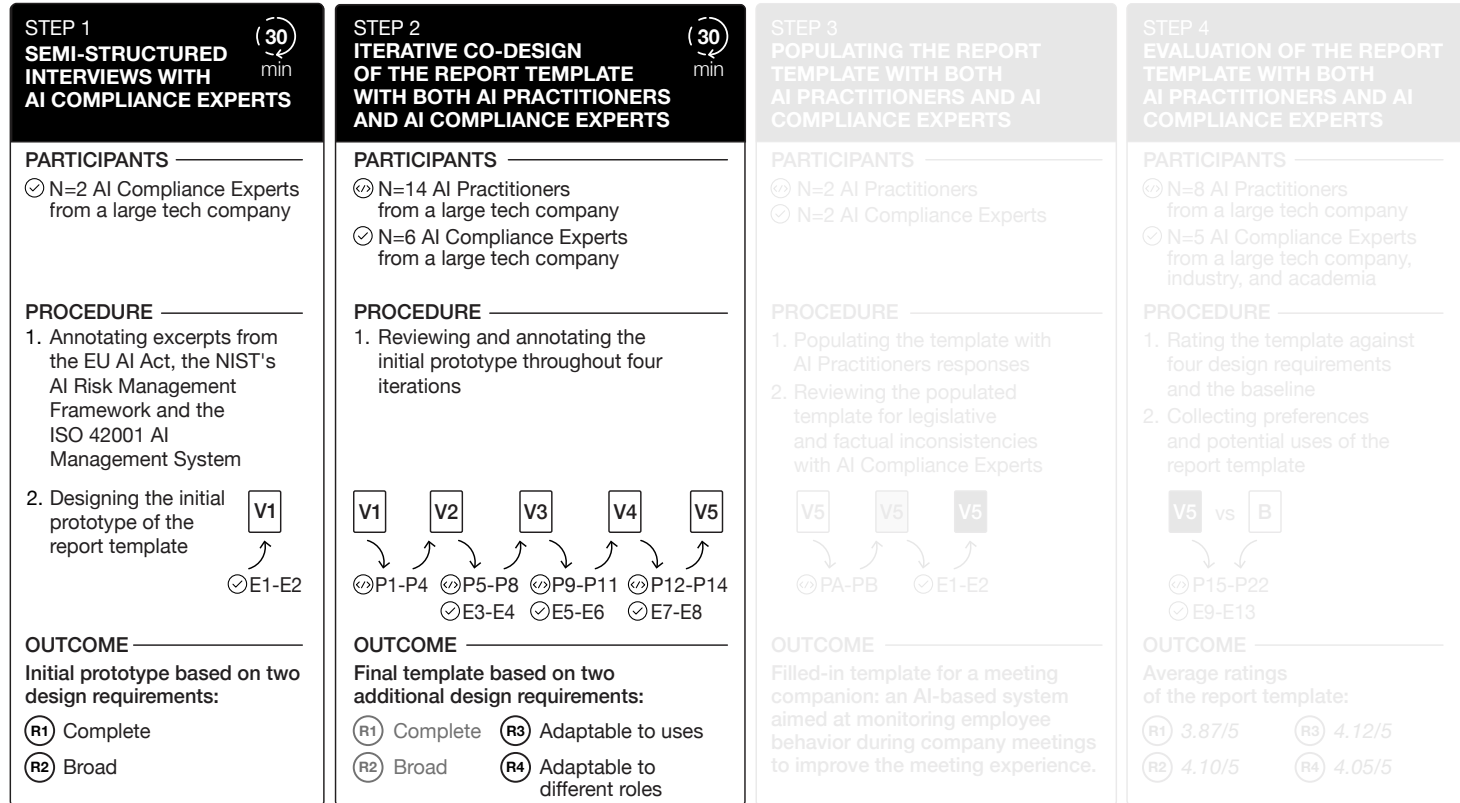 STEP 1
SEMI-STRUCTURED
INTERVIEWS WITH
AI COMPLIANCE EXPERTS
30
min
PARTICIPANTS
N=2 AI Compliance Experts
from a large tech company
PROCEDURE
1. Annotating excerpts from
the EU AI Act, the NIST's
AI Risk Management
Framework and the
ISO 42001 AI
Management System
2. Designing the initial
prototype of the
report template
V1
E1-E2
OUTCOME
Initial prototype based on two
design requirements:
R1 Complete
R2 Broad
STEP 2
ITERATIVE CO-DESIGN
OF THE REPORT TEMPLATE
WITH BOTH AI PRACTITIONERS
AND AI COMPLIANCE EXPERTS
30
min
PARTICIPANTS
N=14 AI Practitioners
from a large tech company
N=6 AI Compliance Experts
from a large tech company
PROCEDURE
1. Reviewing and annotating the
initial prototype throughout four
iterations
V1 V2 V3 V4 V5
P1-P4 P5-P8 P9-P11 P12-P14
E3-E4 E5-E6 E7-E8
OUTCOME
Final template based on two
additional design requirements:
R1 Complete R3 Adaptable to uses
R2 Broad R4 Adaptable to
different roles
STEP 3
POPULATING THE REPORT
TEMPLATE WITH BOTH
AI PRACTITIONERS AND AI
COMPLIANCE EXPERTS
PARTICIPANTS
N=2 AI Practitioners
N=2 AI Compliance Experts
PROCEDURE
1. Populating the template with
AI Practitioners responses
2. Reviewing the populated
template for legislative
and factual inconsistencies
with AI Compliance Experts
V5 V5 V5
PA-PB E1-E2
OUTCOME
Filled-in template for a meeting
companion: an AI-based system
aimed at monitoring employee
behavior during company meetings
to improve the meeting experience.
STEP 4
EVALUATION OF THE REPORT
TEMPLATE WITH BOTH
AI PRACTITIONERS AND AI
COMPLIANCE EXPERTS
PARTICIPANTS
N=8 AI Practitioners
from a large tech company
N=5 AI Compliance Experts
from a large tech company,
industry, and academia
PROCEDURE
1. Rating the template against
four design requirements
and the baseline
2. Collecting preferences
and potential uses of the
report template
V5 vs B
P15-P22
E9-E13
OUTCOME
Average ratings
of the report template:
R1 3.87/5 R3 4.12/5
R2 4.10/5 R4 4.05/5